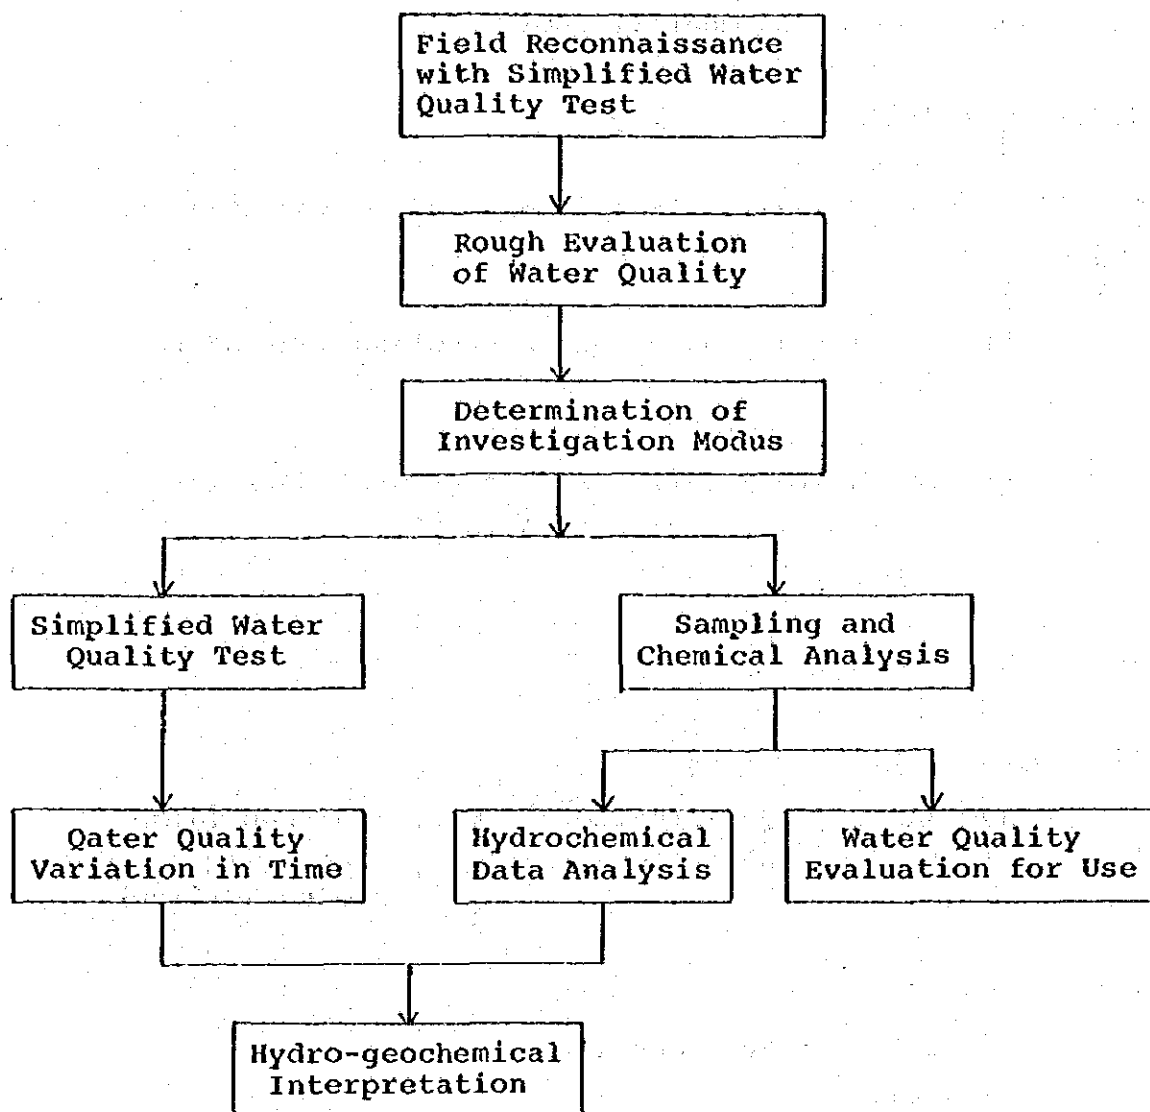 Field Reconnaissance
with Simplified Water
Quality Test
Rough Evaluation
of Water Quality
Determination of
Investigation Modus
Simplified Water
Quality Test
Sampling and
Chemical Analysis
Qater Quality
Variation in Time
Hydrochemical
Data Analysis
Water Quality
Evaluation for Use
Hydro-geochemical
Interpretation